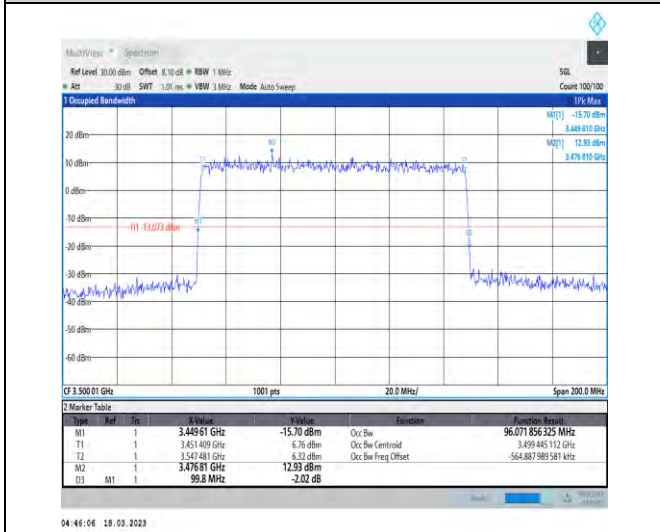 MultiView Spectrum
Ref Level 30.00 dBm Offset 8.10 dB RBW 1 MHz SGL
Att 30 dB SWT 1.01 ms VBW 3 MHz Mode Auto Sweep Count 100/100
1 Occupied Bandwidth 1Pk Max
M1[1] -15.70 dBm
3.449 610 GHz
M2[1] 12.93 dBm
3.476 810 GHz
20 dBm
M2
10 dBm
T1
0 dBm
-10 dBm
M1
H1 -13.073 dBm
D3
-20 dBm
-30 dBm
-40 dBm
-50 dBm
-60 dBm
CF 3.500 01 GHz 1001 pts 20.0 MHz/ Span 200.0 MHz
2 Marker Table
Type Ref Trc X-Value Y-Value Function Function Result
M1 1 3.449 61 GHz -15.70 dBm Occ Bw 96.071 856 325 MHz
T1 1 3.451 409 GHz 6.76 dBm Occ Bw Centroid 3.499 445 112 GHz
T2 1 3.547 481 GHz 6.32 dBm Occ Bw Freq Offset -564.887 989 581 kHz
M2 1 3.476 81 GHz 12.93 dBm
D3 M1 1 99.8 MHz -2.02 dB
04:46:06 18.03.2023